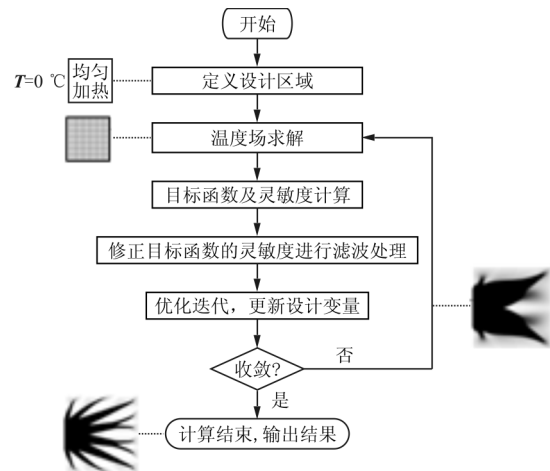 开始
T=0 ℃
均匀
加热
定义设计区域
温度场求解
目标函数及灵敏度计算
修正目标函数的灵敏度进行滤波处理
优化迭代，更新设计变量
收敛?
否
是
计算结束,输出结果